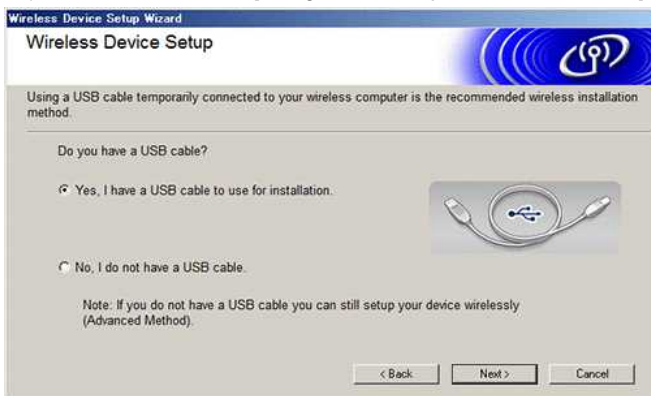 Wireless Device Setup Wizard
Wireless Device Setup
Using a USB cable temporarily connected to your wireless computer is the recommended wireless installation
method.
Do you have a USB cable?
Yes, I have a USB cable to use for installation.
No, I do not have a USB cable.
Note: If you do not have a USB cable you can still setup your device wirelessly
(Advanced Method).
< Back Next > Cancel